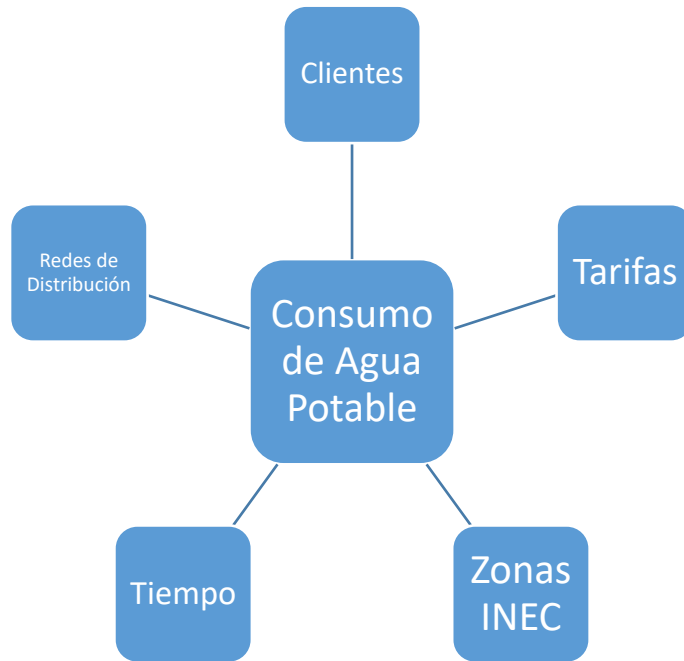 Clientes
Redes de
Distribución
Tarifas
Consumo
de Agua
Potable
Tiempo
Zonas
INEC